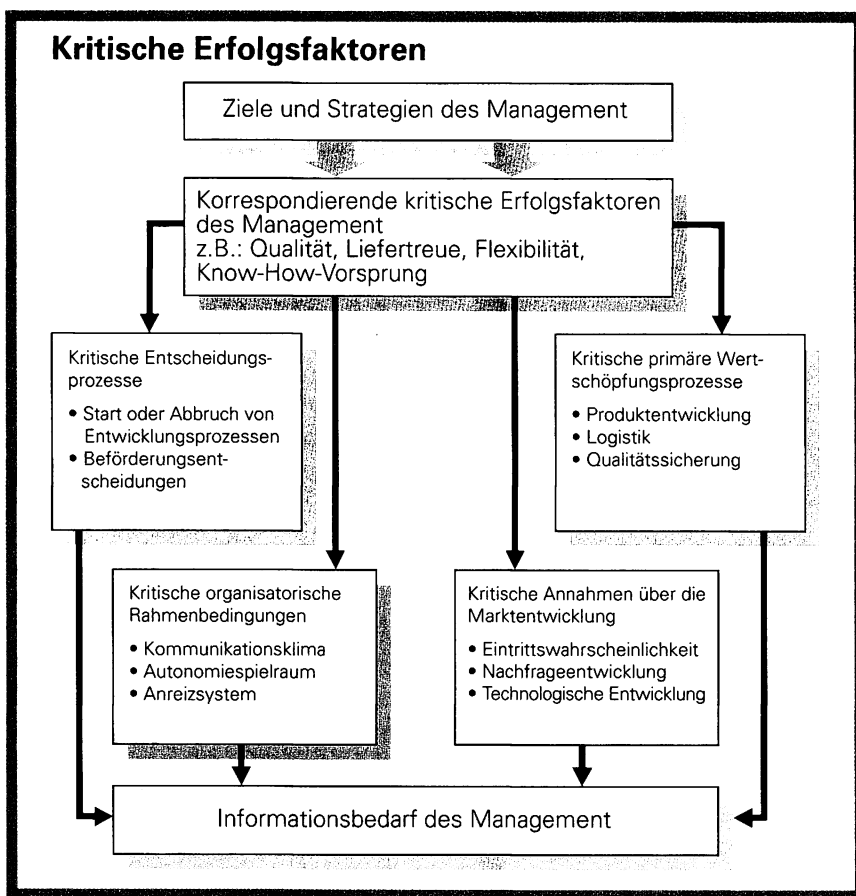 Kritische Erfolgsfaktoren
Ziele und Strategien des Management
Korrespondierende kritische Erfolgsfaktoren
des Management
z.B.: Qualität, Liefertreue, Flexibilität,
Know-How-Vorsprung
Kritische Entscheidungs-
prozesse
• Start oder Abbruch von
Entwicklungsprozessen
• Beförderungsent-
scheidungen
Kritische primäre Wert-
schöpfungsprozesse
• Produktentwicklung
• Logistik
• Qualitätssicherung
Kritische organisatorische
Rahmenbedingungen
• Kommunikationsklima
• Autonomiespielraum
• Anreizsystem
Kritische Annahmen über die
Marktentwicklung
• Eintrittswahrscheinlichkeit
• Nachfrageentwicklung
• Technologische Entwicklung
Informationsbedarf des Management